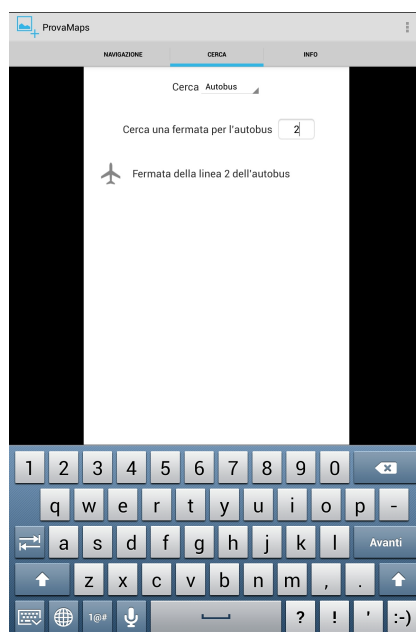 ProvaMaps
NAVIGAZIONE CERCA INFO
Cerca Autobus
Cerca una fermata per l'autobus 2
Fermata della linea 2 dell'autobus
1 2 3 4 5 6 7 8 9 0
q w e r t y u i o p -
a s d f g h j k l Avanti
z x c v b n m , .
1@# ? ! ' :-)